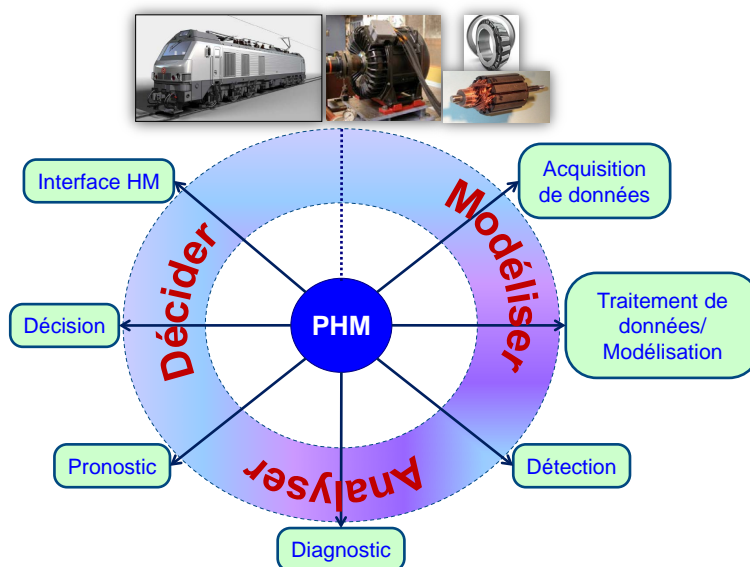 Interface HM
Acquisition
de données
Modéliser
Décider
PHM
Décision
Traitement de
données/
Modélisation
Pronostic
Analyser
Détection
Diagnostic